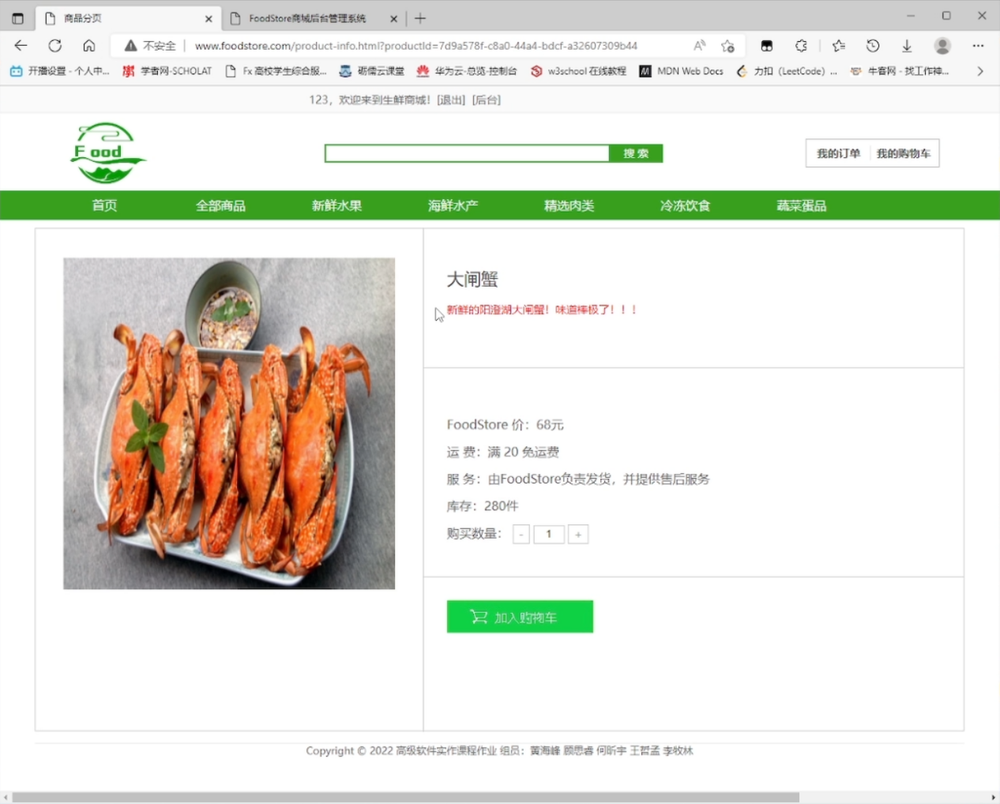 商品分页
FoodStore商城后台管理系统
不安全 www.foodstore.com/product-info.html?productId=7d9a578f-c8a0-44a4-bdcf-a32607309b44
开播设置 - 个人中... 学者网-SCHOLAT Fx 高校学生综合服... 砺儒云课堂 华为云-总览-控制台 w3school 在线教程 MDN Web Docs 力扣（LeetCode）... 牛客网 - 找工作神...
123，欢迎来到生鲜商城！[退出] [后台]
Food
搜 索
我的订单 我的购物车
首页 全部商品 新鲜水果 海鲜水产 精选肉类 冷冻饮食 蔬菜蛋品
大闸蟹
新鲜的阳澄湖大闸蟹！味道棒极了！！！
FoodStore 价：68元
运 费：满 20 免运费
服 务：由FoodStore负责发货，并提供售后服务
库存：280件
购买数量： - 1 +
加入购物车
Copyright © 2022 高级软件实作课程作业 组员：黄海峰 顾思睿 何昕宇 王哲孟 李牧林